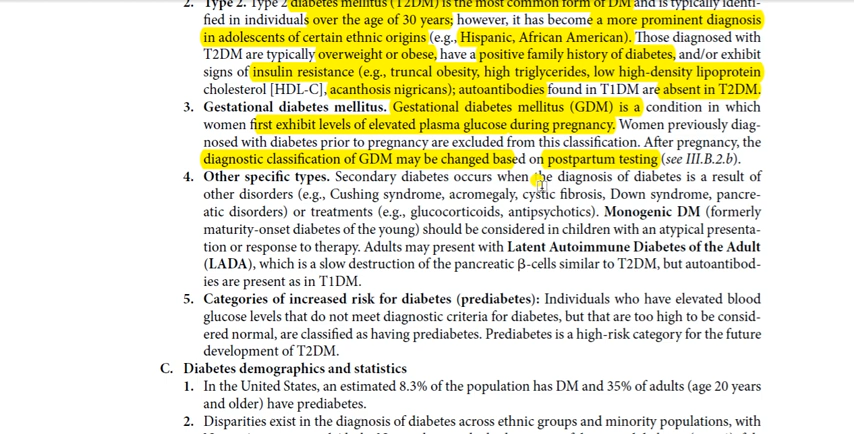 2. Type 2. Type 2 diabetes mellitus (T2DM) is the most common form of DM and is typically identi-
fied in individuals over the age of 30 years; however, it has become a more prominent diagnosis
in adolescents of certain ethnic origins (e.g., Hispanic, African American). Those diagnosed with
T2DM are typically overweight or obese, have a positive family history of diabetes, and/or exhibit
signs of insulin resistance (e.g., truncal obesity, high triglycerides, low high-density lipoprotein
cholesterol [HDL-C], acanthosis nigricans); autoantibodies found in T1DM are absent in T2DM.
3. Gestational diabetes mellitus. Gestational diabetes mellitus (GDM) is a condition in which
women first exhibit levels of elevated plasma glucose during pregnancy. Women previously diag-
nosed with diabetes prior to pregnancy are excluded from this classification. After pregnancy, the
diagnostic classification of GDM may be changed based on postpartum testing (see III.B.2.b).
4. Other specific types. Secondary diabetes occurs when the diagnosis of diabetes is a result of
other disorders (e.g., Cushing syndrome, acromegaly, cystic fibrosis, Down syndrome, pancre-
atic disorders) or treatments (e.g., glucocorticoids, antipsychotics). Monogenic DM (formerly
maturity-onset diabetes of the young) should be considered in children with an atypical presenta-
tion or response to therapy. Adults may present with Latent Autoimmune Diabetes of the Adult
(LADA), which is a slow destruction of the pancreatic β-cells similar to T2DM, but autoantibod-
ies are present as in T1DM.
5. Categories of increased risk for diabetes (prediabetes): Individuals who have elevated blood
glucose levels that do not meet diagnostic criteria for diabetes, but that are too high to be consid-
ered normal, are classified as having prediabetes. Prediabetes is a high-risk category for the future
development of T2DM.
C. Diabetes demographics and statistics
1. In the United States, an estimated 8.3% of the population has DM and 35% of adults (age 20 years
and older) have prediabetes.
2. Disparities exist in the diagnosis of diabetes across ethnic groups and minority populations, with